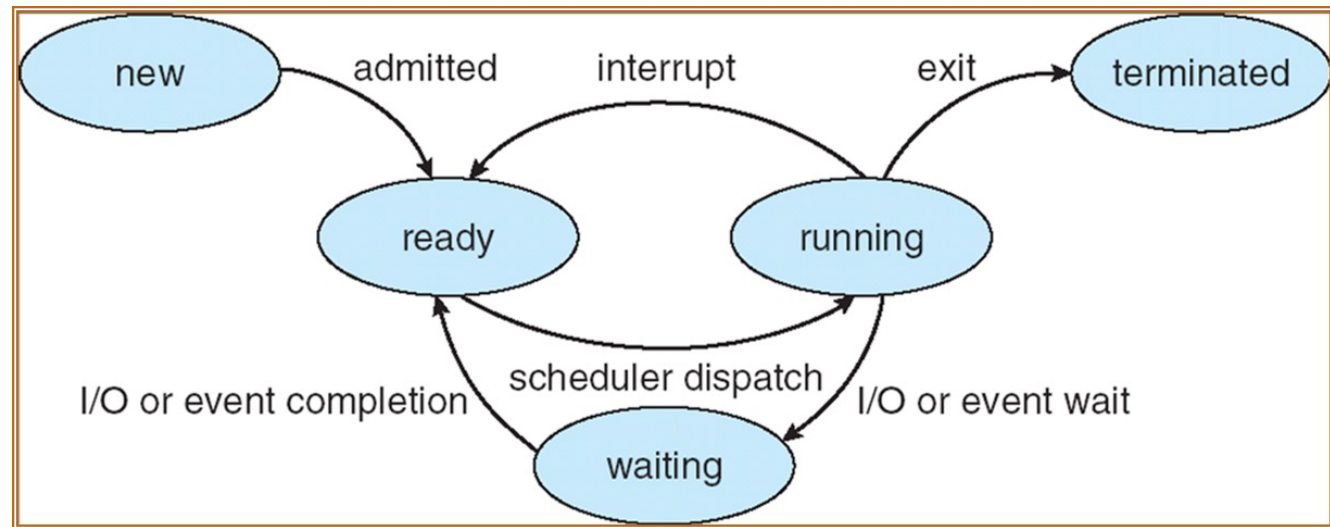 new
admitted
interrupt
exit
terminated
ready
running
scheduler dispatch
I/O or event completion
I/O or event wait
waiting